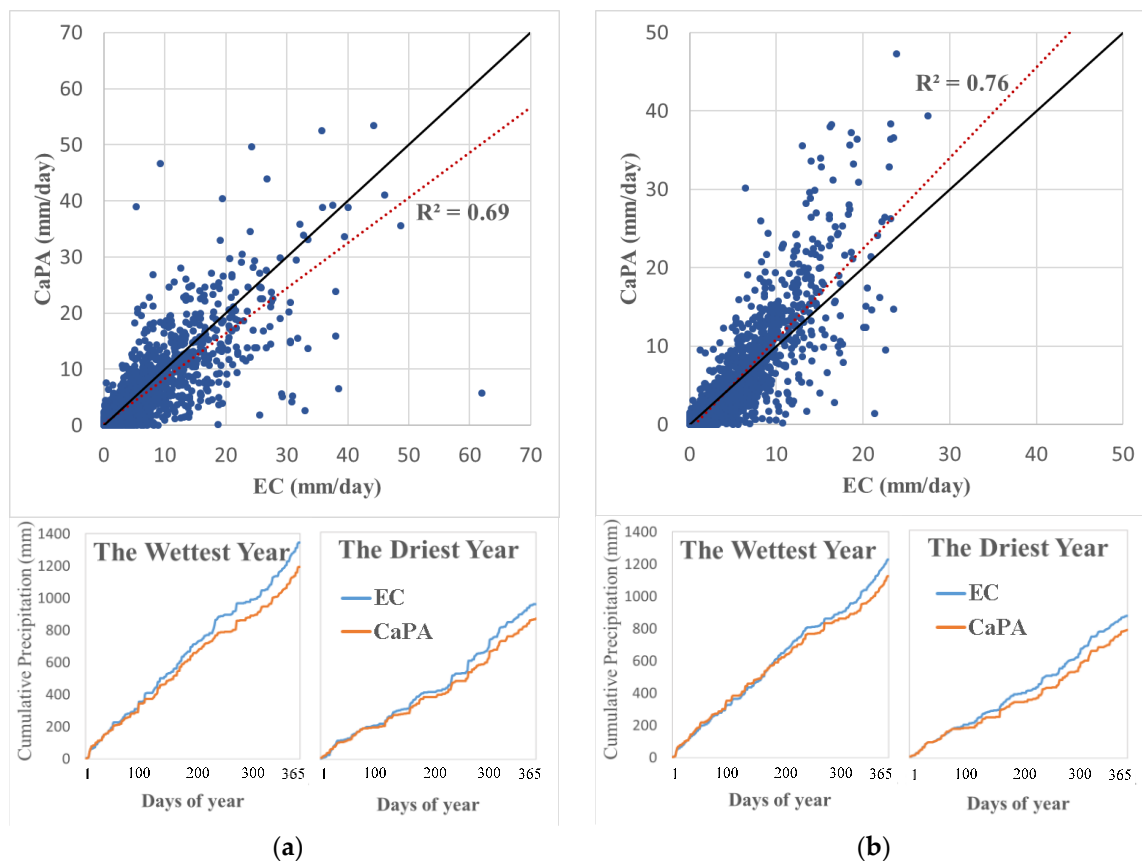 70
60
50
40
30
20
10
0
CaPA (mm/day)
R² = 0.69
0 10 20 30 40 50 60 70
EC (mm/day)
50
40
30
20
10
0
CaPA (mm/day)
R² = 0.76
0 10 20 30 40 50
EC (mm/day)
Cumulative Precipitation (mm)
1400
1200
1000
800
600
400
200
0
The Wettest Year
1 100 200 300 365
Days of year
The Driest Year
EC
CaPA
1 100 200 300 365
Days of year
Cumulative Precipitation (mm)
1400
1200
1000
800
600
400
200
0
The Wettest Year
1 100 200 300 365
Days of year
The Driest Year
EC
CaPA
1 100 200 300 365
Days of year
(a)
(b)